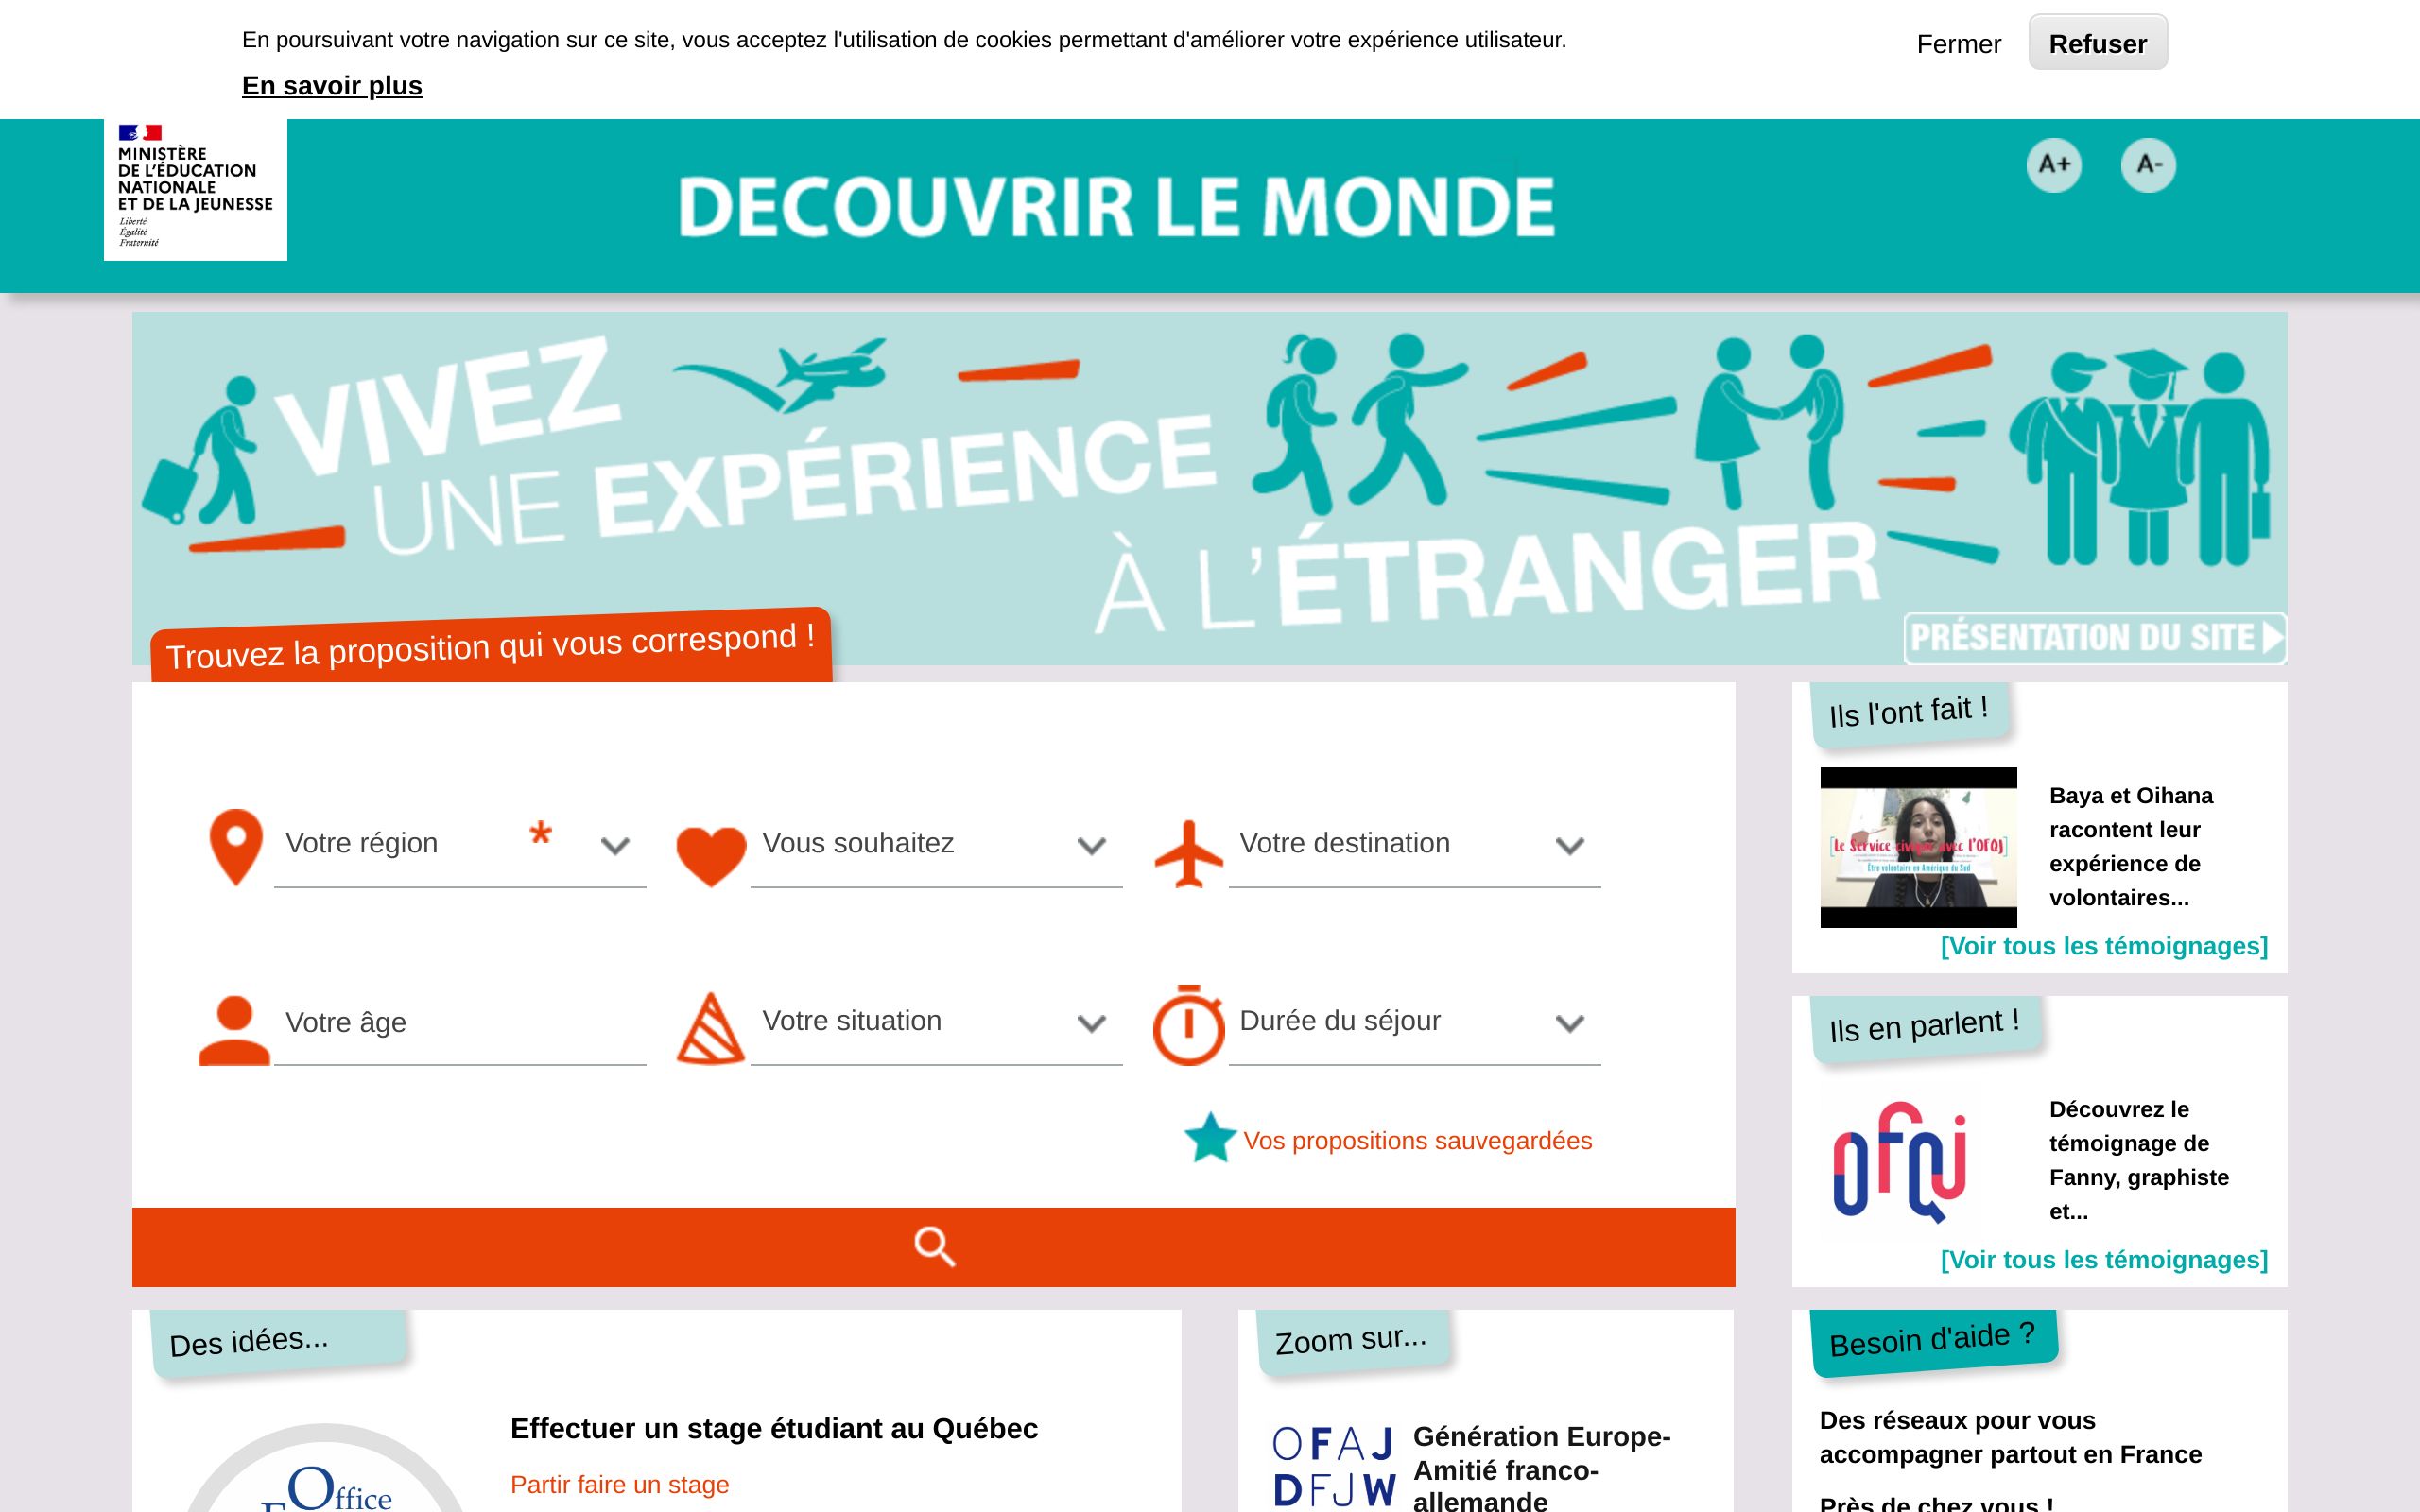 En poursuivant votre navigation sur ce site, vous acceptez l'utilisation de cookies permettant d'améliorer votre expérience utilisateur.
En savoir plus
Fermer
Refuser
MINISTÈRE
DE L'ÉDUCATION
NATIONALE
ET DE LA JEUNESSE
Liberté
Égalité
Fraternité
DECOUVRIR LE MONDE
A+
A-
VIVEZ
UNE EXPÉRIENCE
À L'ÉTRANGER
PRÉSENTATION DU SITE
Trouvez la proposition qui vous correspond !
Votre région *
Vous souhaitez
Votre destination
Votre âge
Votre situation
Durée du séjour
Vos propositions sauvegardées
Ils l'ont fait !
[Le Service civique avec l'OFQJ]
Être volontaire en Amérique du Sud
Baya et Oihana
racontent leur
expérience de
volontaires...
[Voir tous les témoignages]
Ils en parlent !
ofqj
Découvrez le
témoignage de
Fanny, graphiste
et...
[Voir tous les témoignages]
Des idées...
Office
Effectuer un stage étudiant au Québec
Partir faire un stage
Zoom sur...
OFAJ
DFJW
Génération Europe-
Amitié franco-
allemande
Besoin d'aide ?
Des réseaux pour vous
accompagner partout en France
Près de chez vous !